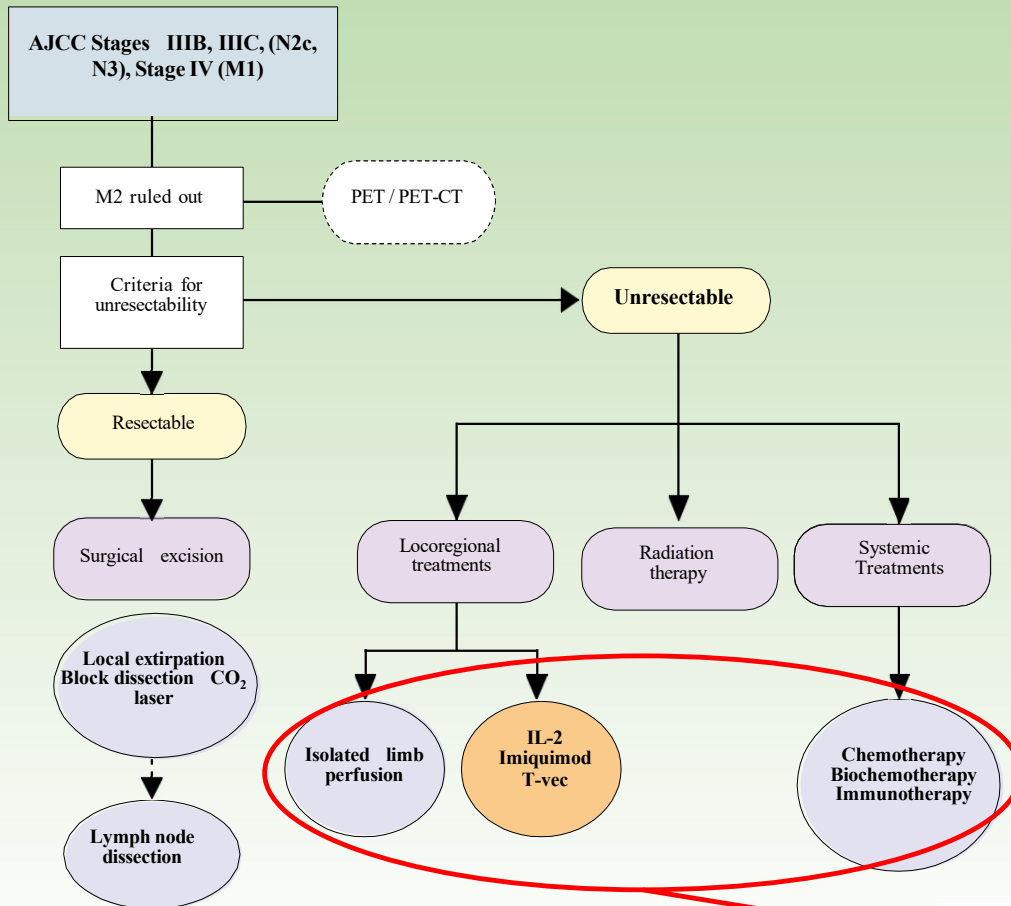 AJCC Stages IIIB, IIIC, (N2c,
N3), Stage IV (M1)
M2 ruled out
PET / PET-CT
Criteria for
unresectability
Unresectable
Resectable
Surgical excision
Locoregional
treatments
Radiation
therapy
Systemic
Treatments
Local extirpation
Block dissection CO₂
laser
Isolated limb
perfusion
IL-2
Imiquimod
T-vec
Chemotherapy
Biochemotherapy
Immunotherapy
Lymph node
dissection